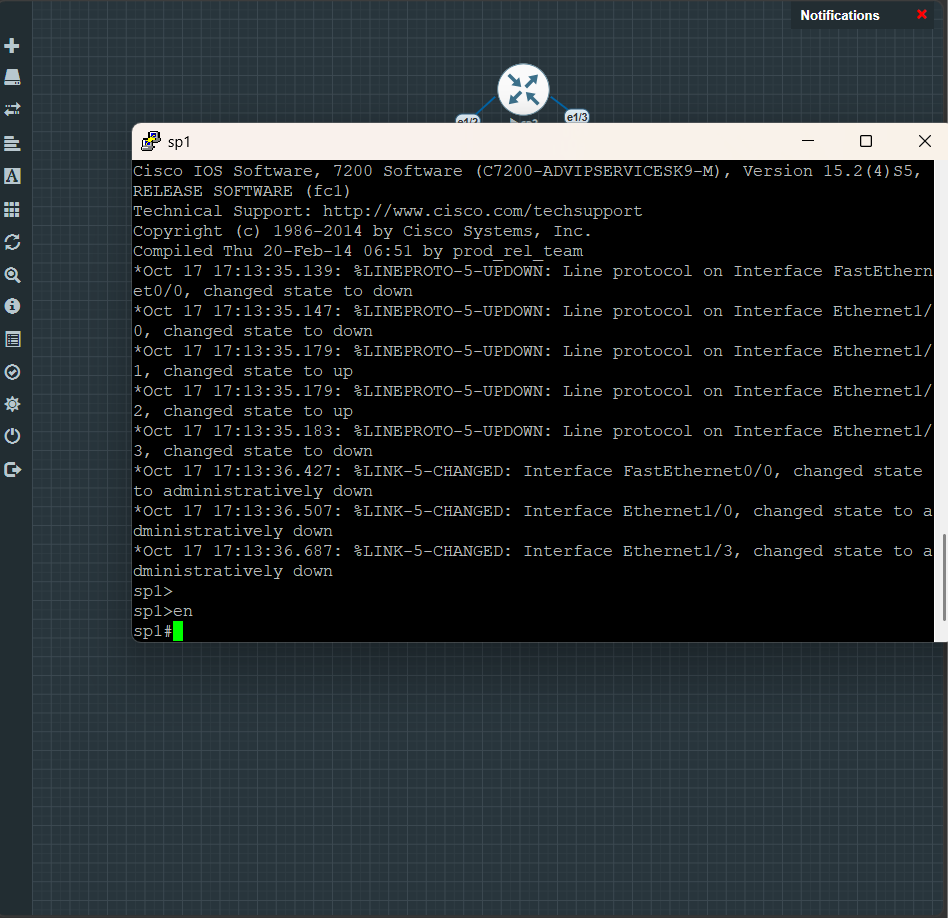 Notifications
e1/3
sp1
Cisco IOS Software, 7200 Software (C7200-ADVIPSERVICESK9-M), Version 15.2(4)S5,
RELEASE SOFTWARE (fc1)
Technical Support: http://www.cisco.com/techsupport
Copyright (c) 1986-2014 by Cisco Systems, Inc.
Compiled Thu 20-Feb-14 06:51 by prod_rel_team
*Oct 17 17:13:35.139: %LINEPROTO-5-UPDOWN: Line protocol on Interface FastEthern
et0/0, changed state to down
*Oct 17 17:13:35.147: %LINEPROTO-5-UPDOWN: Line protocol on Interface Ethernet1/
0, changed state to down
*Oct 17 17:13:35.179: %LINEPROTO-5-UPDOWN: Line protocol on Interface Ethernet1/
1, changed state to up
*Oct 17 17:13:35.179: %LINEPROTO-5-UPDOWN: Line protocol on Interface Ethernet1/
2, changed state to up
*Oct 17 17:13:35.183: %LINEPROTO-5-UPDOWN: Line protocol on Interface Ethernet1/
3, changed state to down
*Oct 17 17:13:36.427: %LINK-5-CHANGED: Interface FastEthernet0/0, changed state
to administratively down
*Oct 17 17:13:36.507: %LINK-5-CHANGED: Interface Ethernet1/0, changed state to a
dministratively down
*Oct 17 17:13:36.687: %LINK-5-CHANGED: Interface Ethernet1/3, changed state to a
dministratively down
sp1>
sp1>en
sp1#